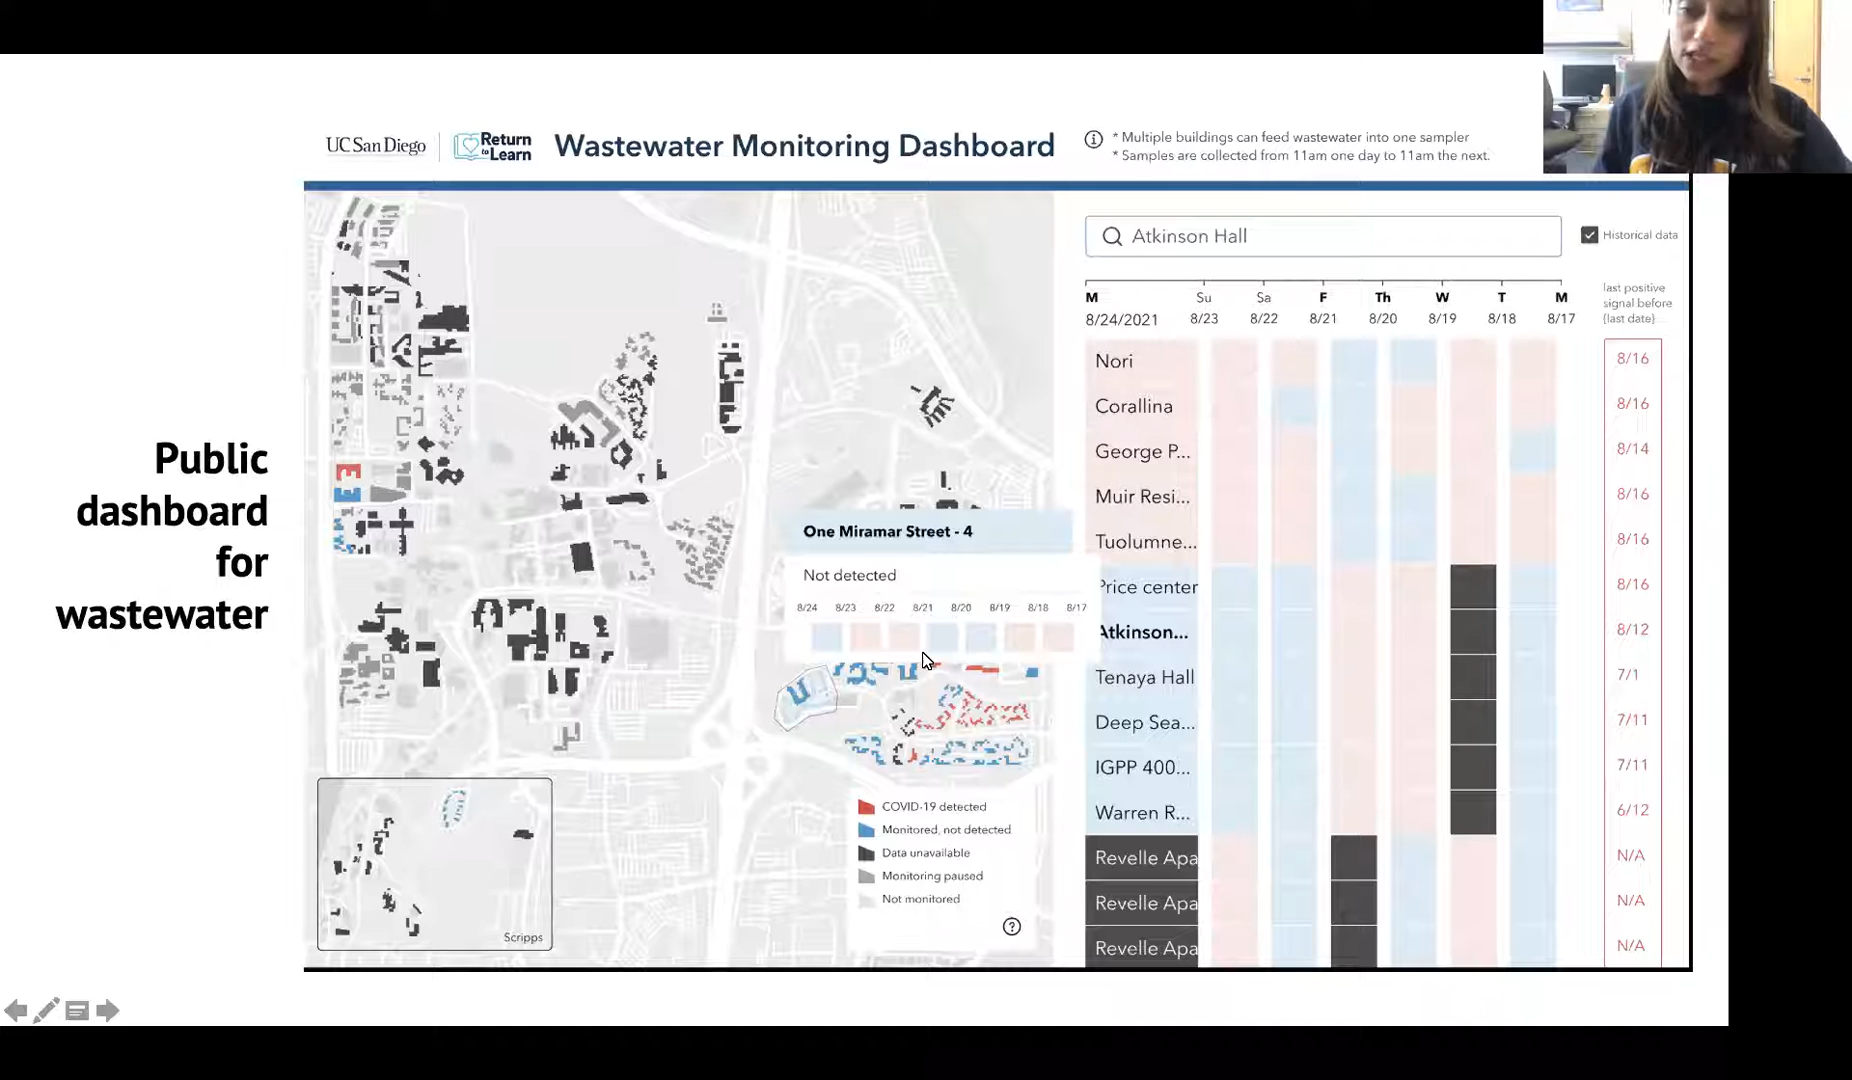 Public
dashboard
for
wastewater
UC San Diego
Return
to Learn
Wastewater Monitoring Dashboard
* Multiple buildings can feed wastewater into one sampler
* Samples are collected from 11am one day to 11am the next.
Atkinson Hall
Historical data
M Su Sa F Th W T M
8/24/2021 8/23 8/22 8/21 8/20 8/19 8/18 8/17
last positive
signal before
{last date}
Nori 8/16
Corallina 8/16
George P... 8/14
Muir Resi... 8/16
Tuolumne... 8/16
Price center 8/16
Atkinson... 8/12
Tenaya Hall 7/1
Deep Sea... 7/11
IGPP 400... 7/11
Warren R... 6/12
Revelle Apa N/A
Revelle Apa N/A
Revelle Apa N/A
One Miramar Street - 4
Not detected
8/24 8/23 8/22 8/21 8/20 8/19 8/18 8/17
COVID-19 detected
Monitored, not detected
Data unavailable
Monitoring paused
Not monitored
?
Scripps